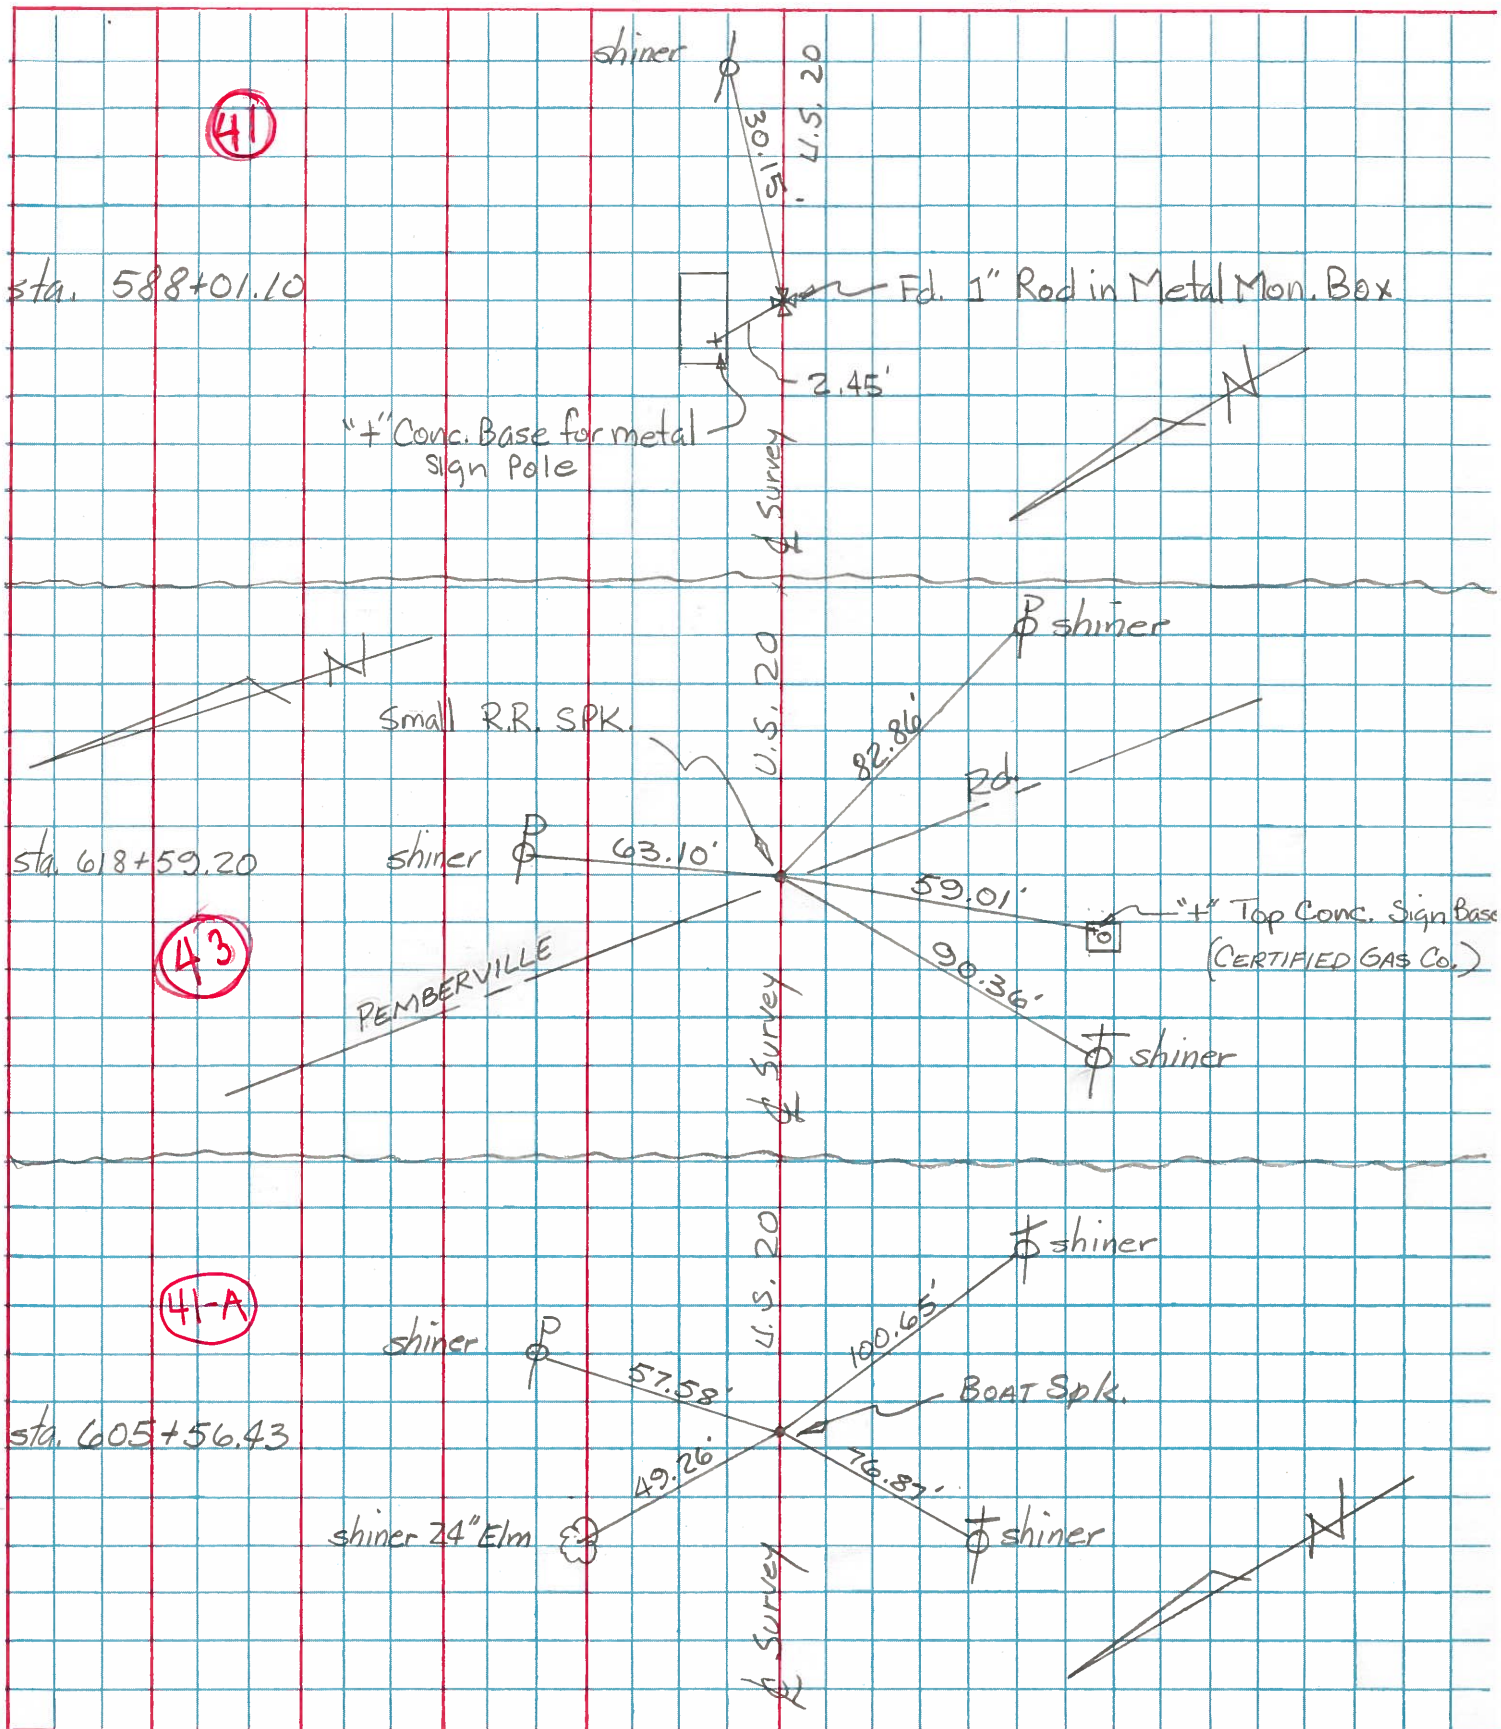 shiner
U.S. 20
41
30.15'
sta. 588+01.10
Fd. 1" Rod in Metal Mon. Box
2.45'
"+" Conc. Base for metal
Sign Pole
N
℄ Survey
P shiner
N
U.S. 20
Small R.R. SPK.
82.86'
Rd.
sta. 618+59.20
shiner P
63.10'
59.01'
"+" Top Conc. Sign Base
(CERTIFIED GAS Co.)
43
90.36'
PEMBERVILLE
℄ Survey
shiner
U.S. 20
shiner
41-A
shiner P
100.65'
57.58'
BOAT Spk.
sta. 605+56.43
49.26'
76.87'
N
shiner 24" Elm
shiner
℄ Survey